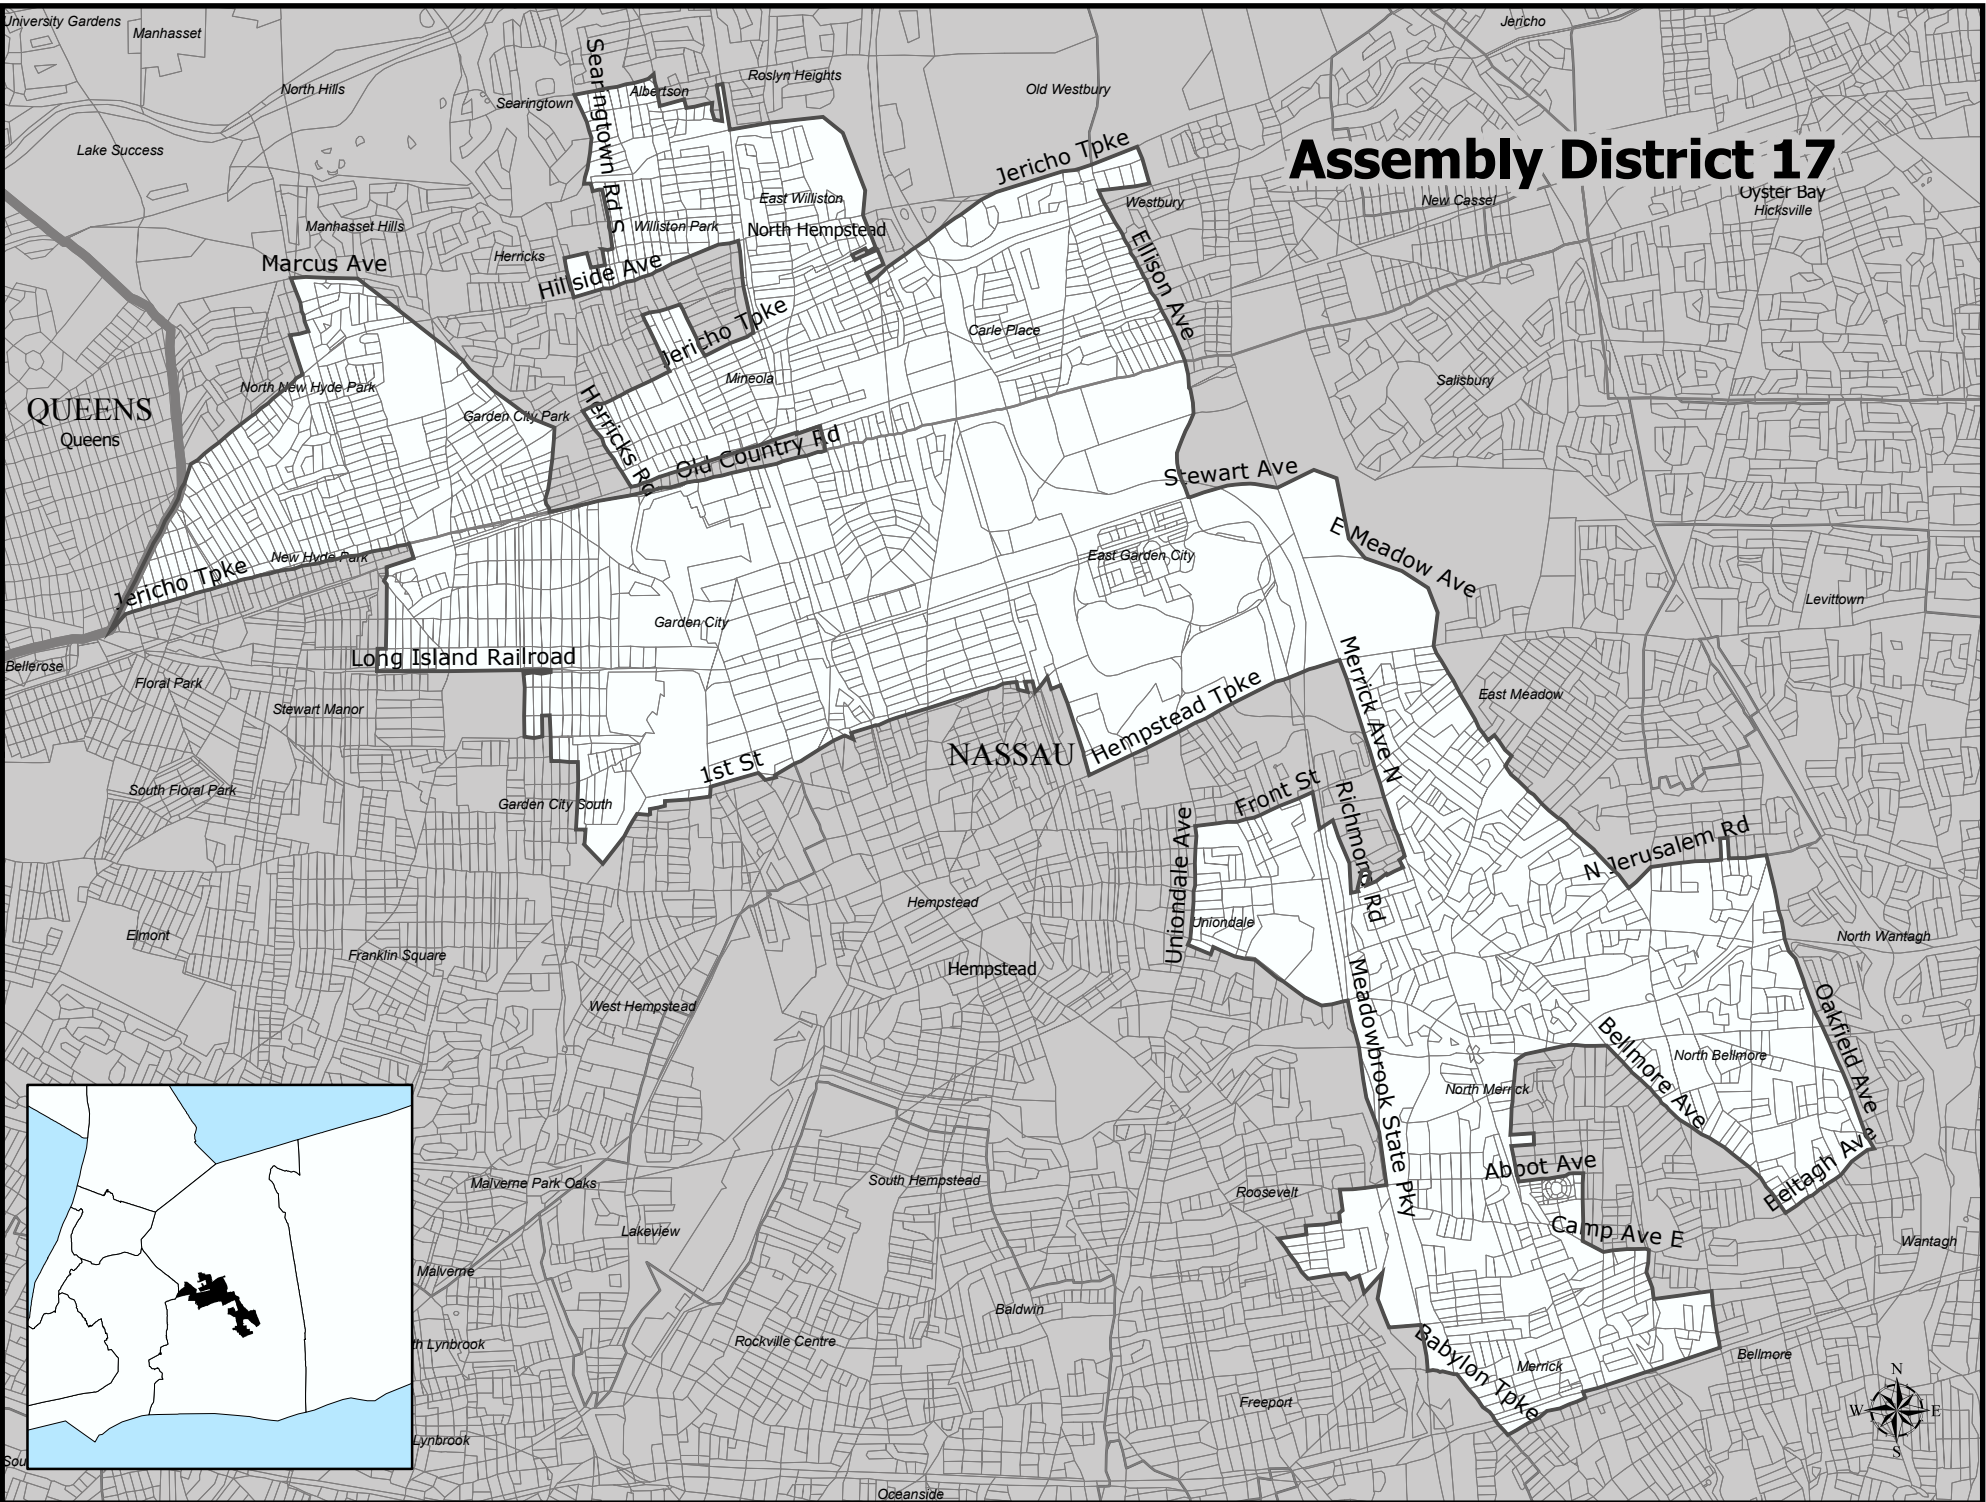 University Gardens
Manhasset
Jericho
North Hills
Searingtown
Albertson
Roslyn Heights
Old Westbury
Searingtown Rd S
Lake Success
Jericho Tpke
Assembly District 17
Oyster Bay
Hicksville
New Cassel
Westbury
East Williston
Williston Park
North Hempstead
Manhasset Hills
Herricks
Marcus Ave
Hillside Ave
Ellison Ave
Jericho Tpke
Carle Place
Mineola
Salisbury
North New Hyde Park
Garden City Park
QUEENS
Queens
Herricks Rd
Old Country Rd
Stewart Ave
E Meadow Ave
New Hyde Park
Jericho Tpke
East Garden City
Levittown
Garden City
Long Island Railroad
Bellerose
Floral Park
Stewart Manor
Merrick Ave N
East Meadow
Hempstead Tpke
NASSAU
1st St
South Floral Park
Garden City South
Front St
Richmond Rd
Uniondale Ave
N Jerusalem Rd
Hempstead
Uniondale
Elmont
Franklin Square
Hempstead
North Wantagh
West Hempstead
Meadowbrook State Pky
Oakfield Ave
Bellmore Ave
North Bellmore
North Merrick
Abbot Ave
Beltagh Ave
Malverne Park Oaks
South Hempstead
Roosevelt
Lakeview
Camp Ave E
Wantagh
Malverne
Baldwin
th Lynbrook
Rockville Centre
Babylon Tpke
Merrick
Bellmore
Freeport
N
W
E
S
Lynbrook
Sou
Oceanside